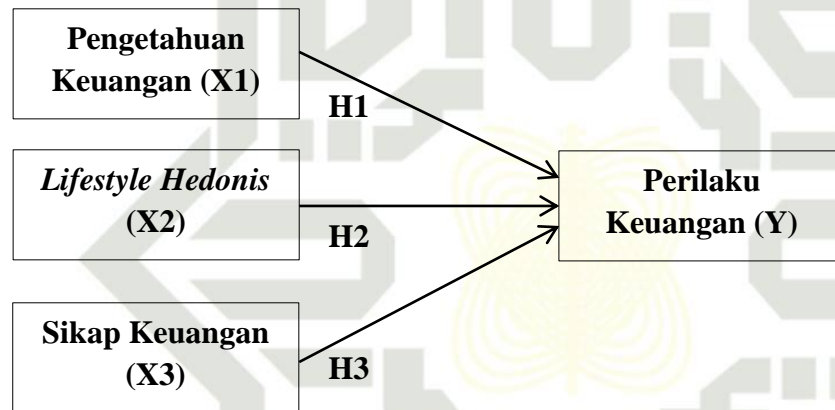 Pengetahuan
Keuangan (X1)
H1
Lifestyle Hedonis
(X2)
H2
Perilaku
Keuangan (Y)
Sikap Keuangan
(X3)
H3